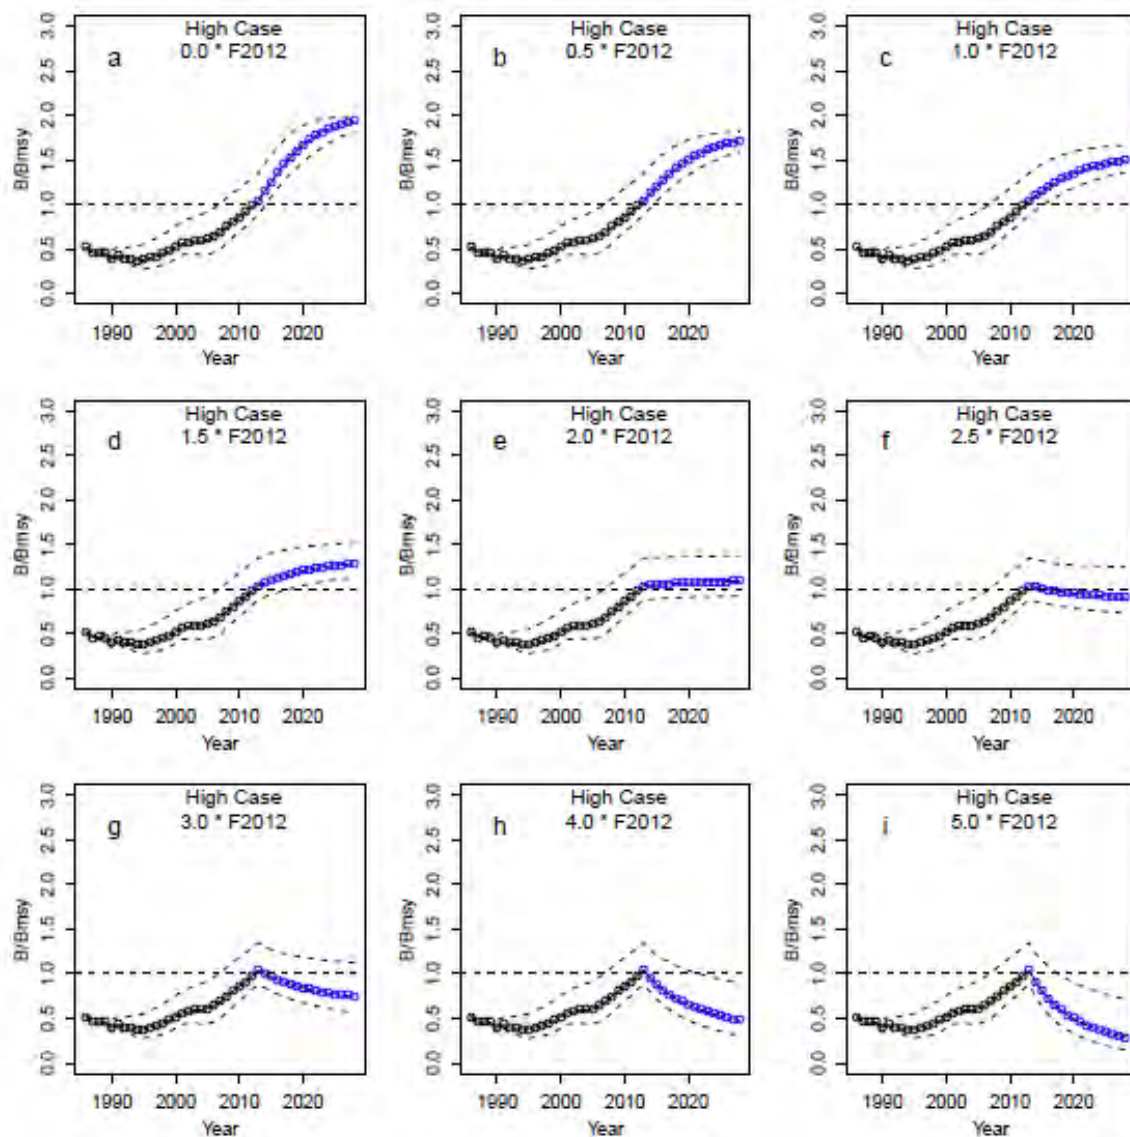 High Case
a
0.0 * F2012
3.0
2.5
2.0
1.5
1.0
0.5
0.0
B/Bmsy
1990 2000 2010 2020
Year
High Case
b
0.5 * F2012
3.0
2.5
2.0
1.5
1.0
0.5
0.0
B/Bmsy
1990 2000 2010 2020
Year
High Case
c
1.0 * F2012
3.0
2.5
2.0
1.5
1.0
0.5
0.0
B/Bmsy
1990 2000 2010 2020
Year
High Case
d
1.5 * F2012
3.0
2.5
2.0
1.5
1.0
0.5
0.0
B/Bmsy
1990 2000 2010 2020
Year
High Case
e
2.0 * F2012
3.0
2.5
2.0
1.5
1.0
0.5
0.0
B/Bmsy
1990 2000 2010 2020
Year
High Case
f
2.5 * F2012
3.0
2.5
2.0
1.5
1.0
0.5
0.0
B/Bmsy
1990 2000 2010 2020
Year
High Case
g
3.0 * F2012
3.0
2.5
2.0
1.5
1.0
0.5
0.0
B/Bmsy
1990 2000 2010 2020
Year
High Case
h
4.0 * F2012
3.0
2.5
2.0
1.5
1.0
0.5
0.0
B/Bmsy
1990 2000 2010 2020
Year
High Case
i
5.0 * F2012
3.0
2.5
2.0
1.5
1.0
0.5
0.0
B/Bmsy
1990 2000 2010 2020
Year